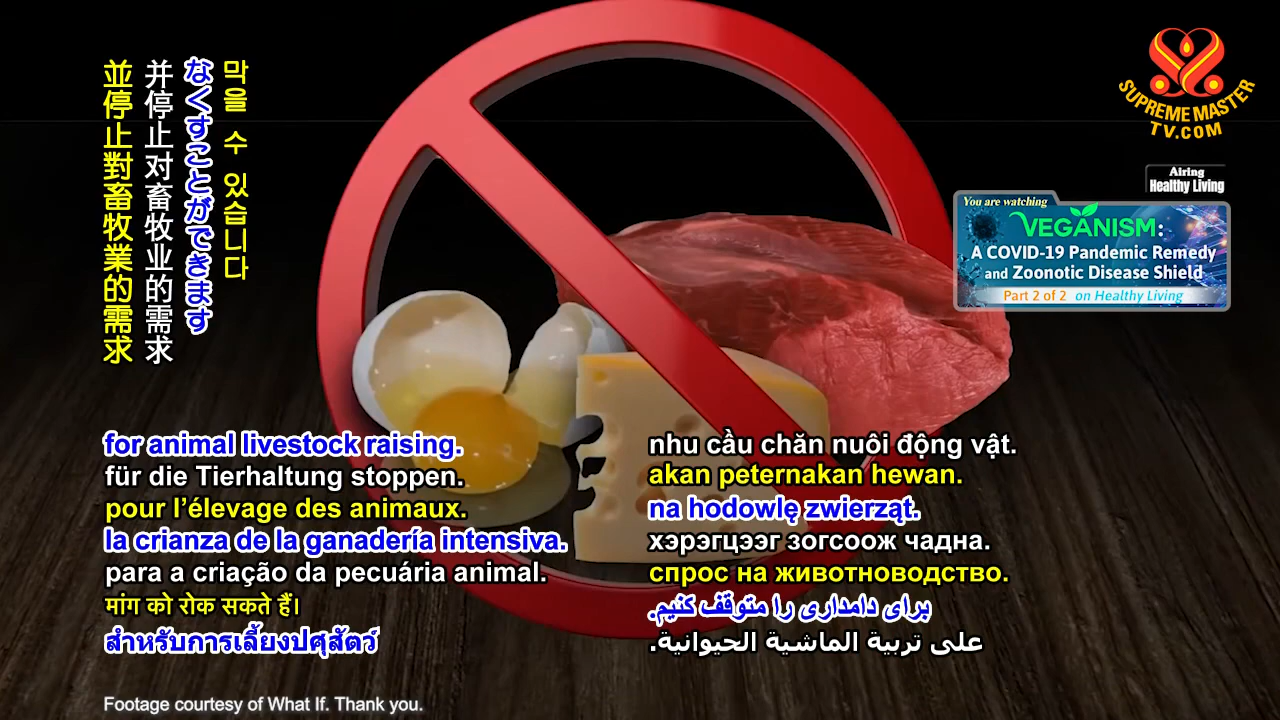 막을 수 있습니다
なくすことができます
并停止对畜牧业的需求
並停止對畜牧業的需求
SUPREME MASTER
TV.COM
Airing
Healthy Living
You are watching
VEGANISM:
A COVID-19 Pandemic Remedy
and Zoonotic Disease Shield
Part 2 of 2 on Healthy Living
for animal livestock raising.
für die Tierhaltung stoppen.
pour l’élevage des animaux.
la crianza de la ganadería intensiva.
para a criação da pecuária animal.
मांग को रोक सकते हैं।
สำหรับการเลี้ยงปศุสัตว์
nhu cầu chăn nuôi động vật.
akan peternakan hewan.
na hodowlę zwierząt.
хэрэгцээг зогсоож чадна.
спрос на животноводство.
برای دامداری را متوقف کنیم.
على تربية الماشية الحيوانية.
Footage courtesy of What If. Thank you.